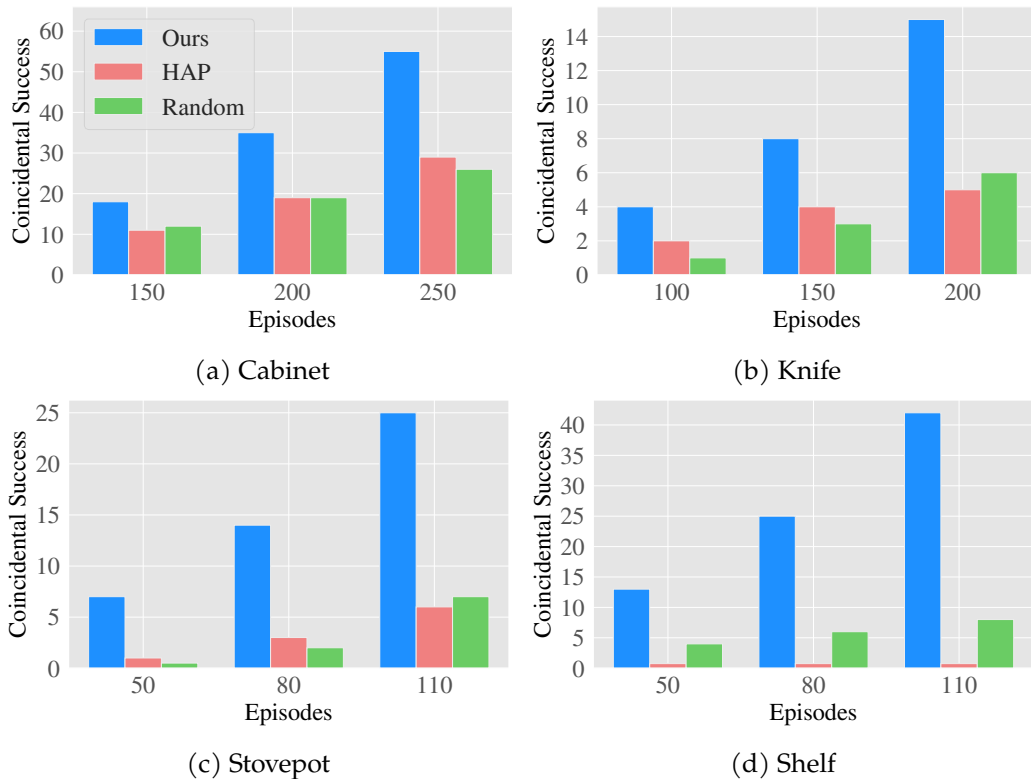 60
50
40
30
20
10
0
Coincidental Success
Ours
HAP
Random
150 200 250
Episodes
(a) Cabinet
14
12
10
8
6
4
2
0
Coincidental Success
100 150 200
Episodes
(b) Knife
25
20
15
10
5
0
Coincidental Success
50 80 110
Episodes
(c) Stovepot
40
35
30
25
20
15
10
5
0
Coincidental Success
50 80 110
Episodes
(d) Shelf